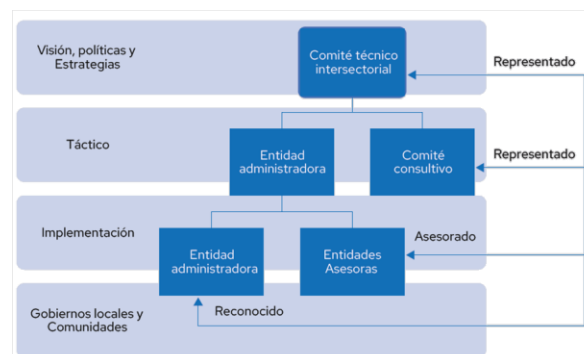 Visión, políticas y
Estrategias
Comité técnico
intersectorial
Representado
Táctico
Entidad
administradora
Comité
consultivo
Representado
Implementación
Entidad
administradora
Entidades
Asesoras
Asesorado
Gobiernos locales y
Comunidades
Reconocido